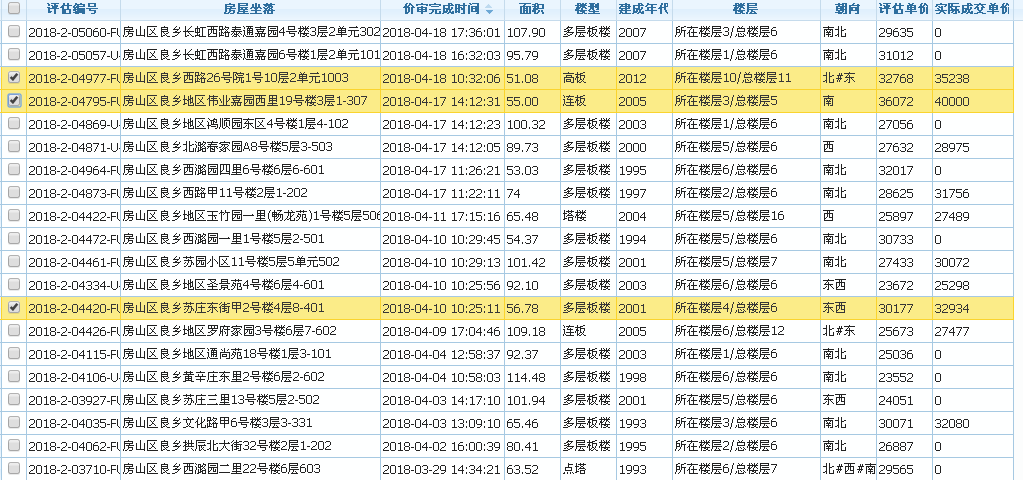 评估编号 房屋坐落 价审完成时间 面积 楼型 建成年代 楼层 朝向 评估单价 实际成交单价
2018-2-05060-FU 房山区良乡长虹西路泰通嘉园4号楼3层2单元302 2018-04-18 17:36:01 107.90 多层板楼 2007 所在楼层3/总楼层6 南北 29635 0
2018-2-05057-U 房山区良乡长虹西路泰通嘉园6号楼1层2单元101 2018-04-18 16:32:03 95.79 多层板楼 2007 所在楼层1/总楼层6 南北 31012 0
2018-2-04977-FU 房山区良乡西路26号院1号10层2单元1003 2018-04-18 10:32:06 51.08 高板 2012 所在楼层10/总楼层11 北#东 32768 35238
2018-2-04795-FU 房山区良乡地区伟业嘉园西里19号楼3层1-307 2018-04-17 14:12:31 55.00 连板 2005 所在楼层3/总楼层5 南 36072 40000
2018-2-04869-U 房山区良乡地区鸿顺园东区4号楼1层4-102 2018-04-17 14:12:23 100.32 多层板楼 2003 所在楼层1/总楼层6 南北 27056 0
2018-2-04871-U 房山区良乡北潞春家园A8号楼5层3-503 2018-04-17 14:12:05 89.73 多层板楼 2000 所在楼层5/总楼层6 西 27632 28975
2018-2-04964-FU 房山区良乡西潞园四里6号楼6层6-601 2018-04-17 11:26:21 53.03 多层板楼 1995 所在楼层6/总楼层6 南北 32017 0
2018-2-04873-FU 房山区良乡西路甲11号楼2层1-202 2018-04-17 11:22:11 74 多层板楼 1997 所在楼层2/总楼层6 南北 28625 31756
2018-2-04422-FU 房山区良乡地区玉竹园一里(畅龙苑)1号楼5层506 2018-04-11 17:15:16 65.48 塔楼 2004 所在楼层5/总楼层16 西 25897 27489
2018-2-04472-FU 房山区良乡西潞园一里1号楼5层2-501 2018-04-10 10:29:45 54.37 多层板楼 1994 所在楼层5/总楼层6 南北 30733 0
2018-2-04461-FU 房山区良乡苏园小区11号楼5层5单元502 2018-04-10 10:29:13 101.42 多层板楼 2001 所在楼层5/总楼层7 南北 27433 30072
2018-2-04334-U 房山区良乡地区圣景苑4号楼6层4-601 2018-04-10 10:25:56 92.10 多层板楼 2003 所在楼层6/总楼层6 东西 23672 25298
2018-2-04420-FU 房山区良乡苏庄东街甲2号楼4层8-401 2018-04-10 10:25:11 56.78 多层板楼 2001 所在楼层4/总楼层6 东西 30177 32934
2018-2-04426-FU 房山区良乡地区罗府家园3号楼6层7-602 2018-04-09 17:04:46 109.18 连板 2005 所在楼层6/总楼层12 北#东 25673 27477
2018-2-04115-FU 房山区良乡地区通尚苑18号楼1层3-101 2018-04-04 12:58:37 92.37 多层板楼 2003 所在楼层1/总楼层6 南北 25036 0
2018-2-04106-U 房山区良乡黄辛庄东里2号楼6层2-602 2018-04-04 10:58:03 114.48 多层板楼 1998 所在楼层6/总楼层6 南北 23552 0
2018-2-03927-FU 房山区良乡苏庄三里13号楼5层2-502 2018-04-03 14:17:10 101.94 多层板楼 2001 所在楼层5/总楼层6 东西 24051 0
2018-2-04035-FU 房山区良乡文化路甲6号楼3层3-331 2018-04-03 13:09:10 65.46 多层板楼 1993 所在楼层3/总楼层6 南北 30071 32080
2018-2-04062-FU 房山区良乡拱辰北大街32号楼2层1-202 2018-04-02 16:00:39 80.41 多层板楼 1995 所在楼层2/总楼层6 南北 26887 0
2018-2-03710-FU 房山区良乡西潞园二里22号楼6层603 2018-03-29 14:34:21 63.52 点塔 1993 所在楼层6/总楼层7 北#西#南 29565 0